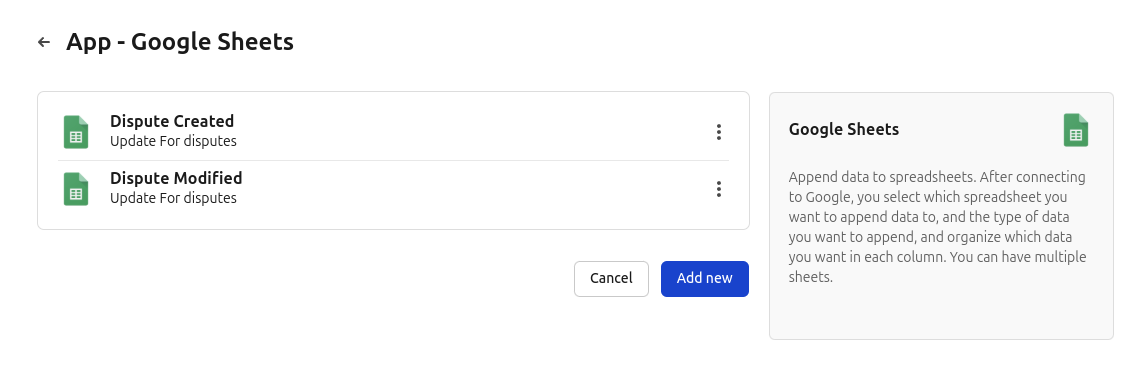 App - Google Sheets
Dispute Created
Update For disputes
Dispute Modified
Update For disputes
Cancel
Add new
Google Sheets
Append data to spreadsheets. After connecting
to Google, you select which spreadsheet you
want to append data to, and the type of data
you want to append, and organize which data
you want in each column. You can have multiple
sheets.